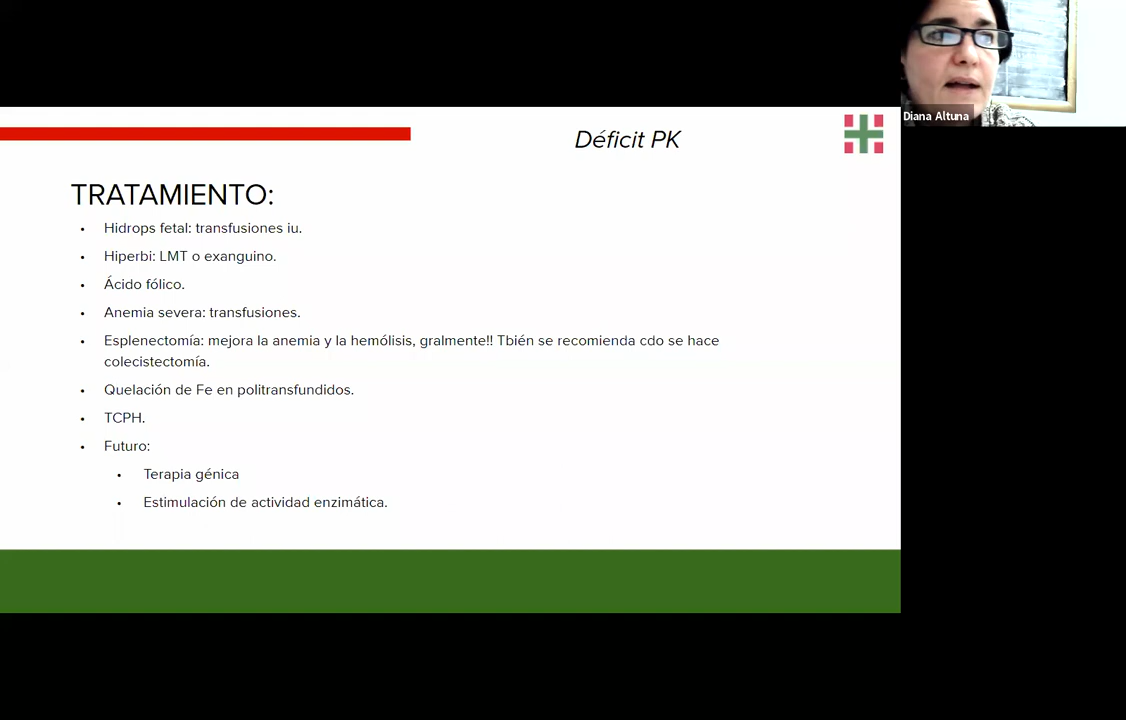 Diana Altuna
Déficit PK
TRATAMIENTO:
• Hidrops fetal: transfusiones iu.
• Hiperbi: LMT o exanguino.
• Ácido fólico.
• Anemia severa: transfusiones.
• Esplenectomía: mejora la anemia y la hemólisis, gralmente!! Tbién se recomienda cdo se hace
colecistectomía.
• Quelación de Fe en politransfundidos.
• TCPH.
• Futuro:
• Terapia génica
• Estimulación de actividad enzimática.